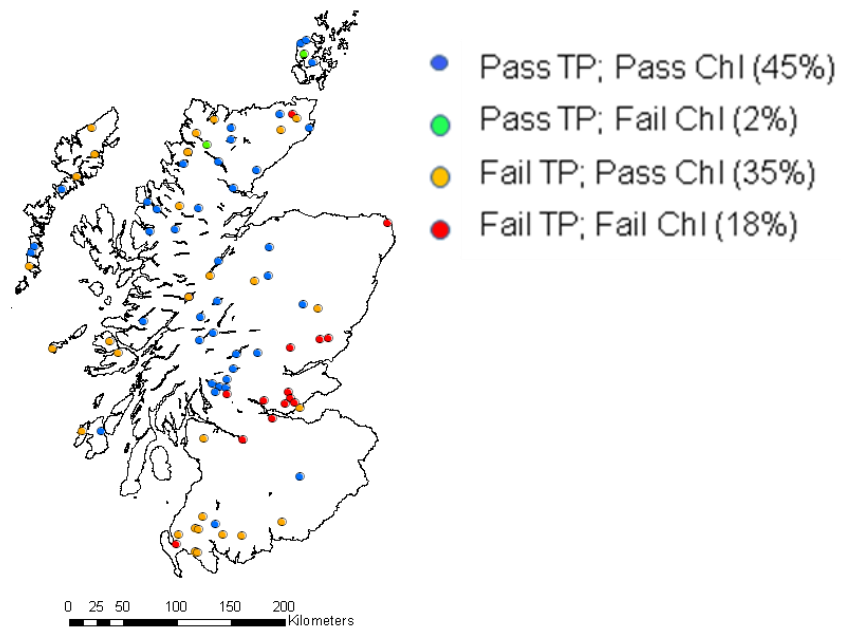 Pass TP; Pass Chl (45%)
Pass TP; Fail Chl (2%)
Fail TP; Pass Chl (35%)
Fail TP; Fail Chl (18%)
0 25 50 100 150 200
Kilometers